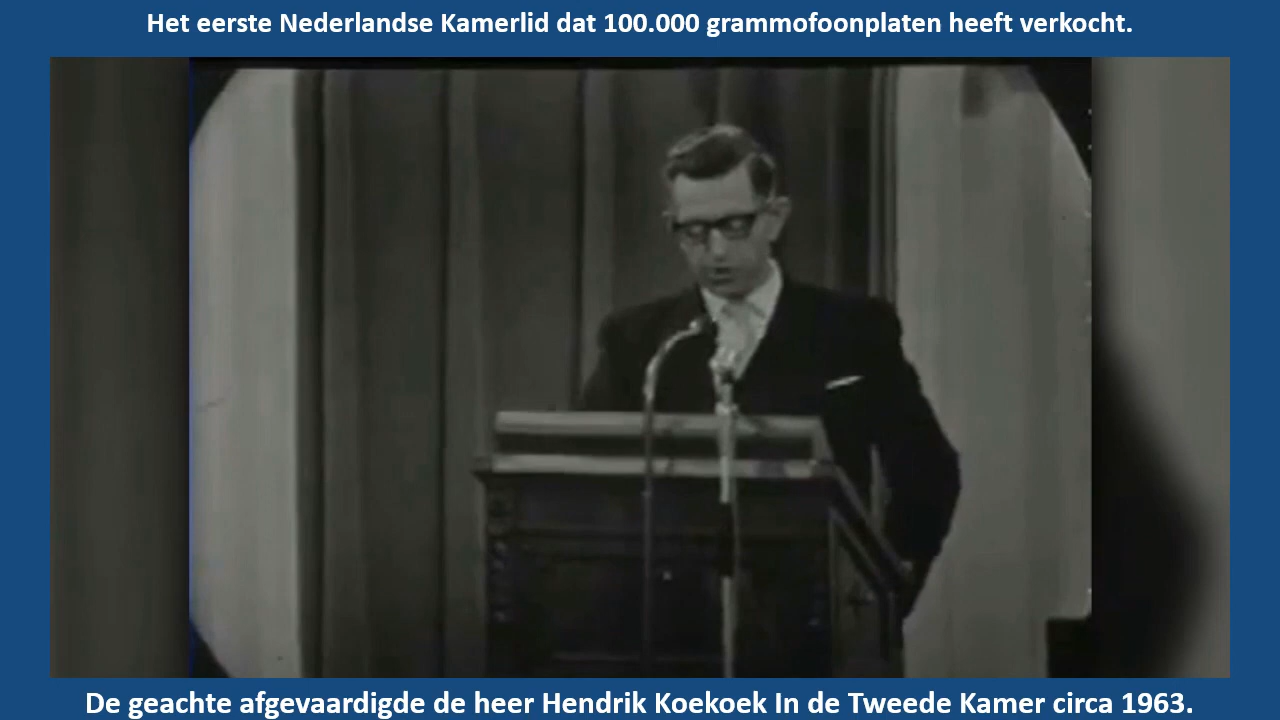 Het eerste Nederlandse Kamerlid dat 100.000 grammofoonplaten heeft verkocht.
De geachte afgevaardigde de heer Hendrik Koekoek In de Tweede Kamer circa 1963.